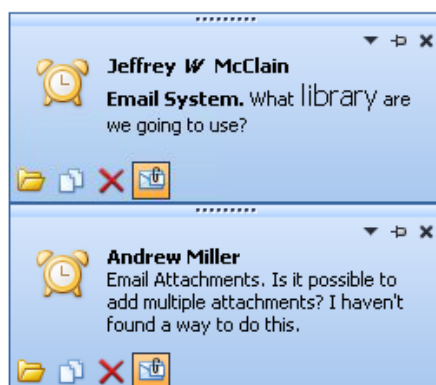 Jeffrey W McClain
Email System. What library are
we going to use?
Andrew Miller
Email Attachments. Is it possible to
add multiple attachments? I haven't
found a way to do this.